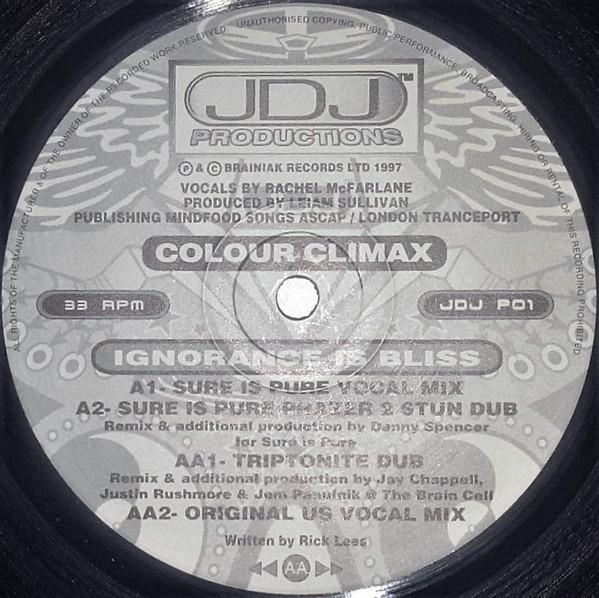 ALL RIGHTS OF THE MANUFACTURER & OF THE OWNER OF THE RECORDED WORK RESERVED. UNAUTHORISED COPYING, PUBLIC PERFORMANCE, BROADCASTING, HIRING OR RENTAL OF THIS RECORDING PROHIBITED.
JDJ™
PRODUCTIONS
℗ & © BRAINIAK RECORDS LTD 1997
VOCALS BY RACHEL McFARLANE
PRODUCED BY LEIAM SULLIVAN
PUBLISHING MINDFOOD SONGS ASCAP / LONDON TRANCEPORT
COLOUR CLIMAX
33 RPM
JDJ P01
IGNORANCE IS BLISS
A1- SURE IS PURE VOCAL MIX
A2- SURE IS PURE PHAZER 2 STUN DUB
Remix & additional production by Danny Spencer
for Sure is Pure
AA1- TRIPTONITE DUB
Remix & additional production by Jay Chappell,
Justin Rushmore & Jem Panufnik @ The Brain Cell
AA2- ORIGINAL US VOCAL MIX
Written by Rick Lees
AA